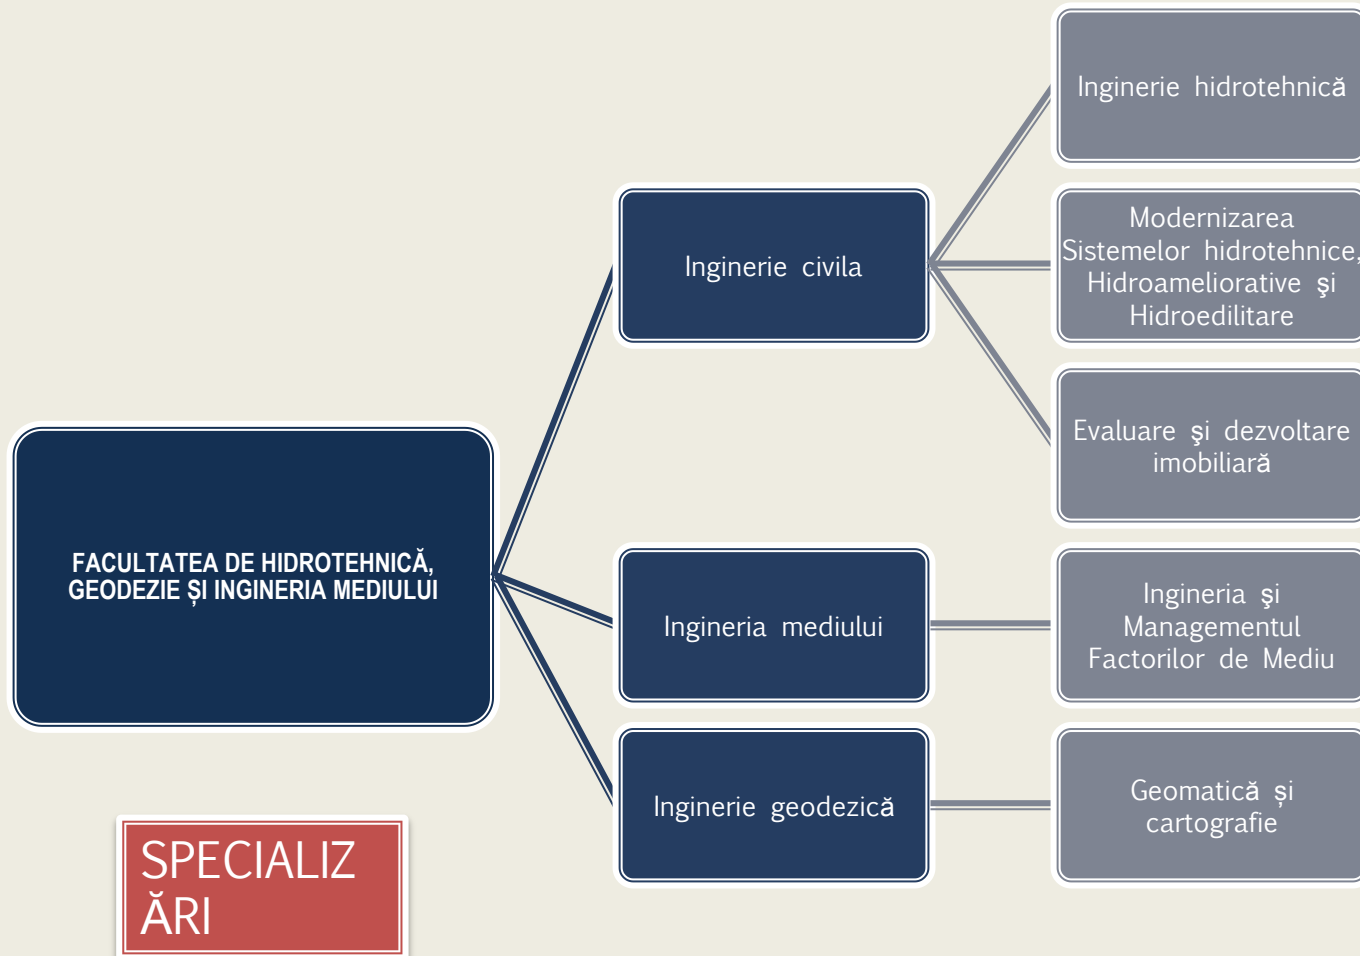 Inginerie hidrotehnică
Modernizarea
Sistemelor hidrotehnice,
Hidroameliorative şi
Hidroedilitare
Inginerie civila
Evaluare şi dezvoltare
imobiliară
FACULTATEA DE HIDROTEHNICĂ,
GEODEZIE ȘI INGINERIA MEDIULUI
Ingineria mediului
Ingineria şi
Managementul
Factorilor de Mediu
Inginerie geodezică
Geomatică și
cartografie
SPECIALIZ
ĂRI